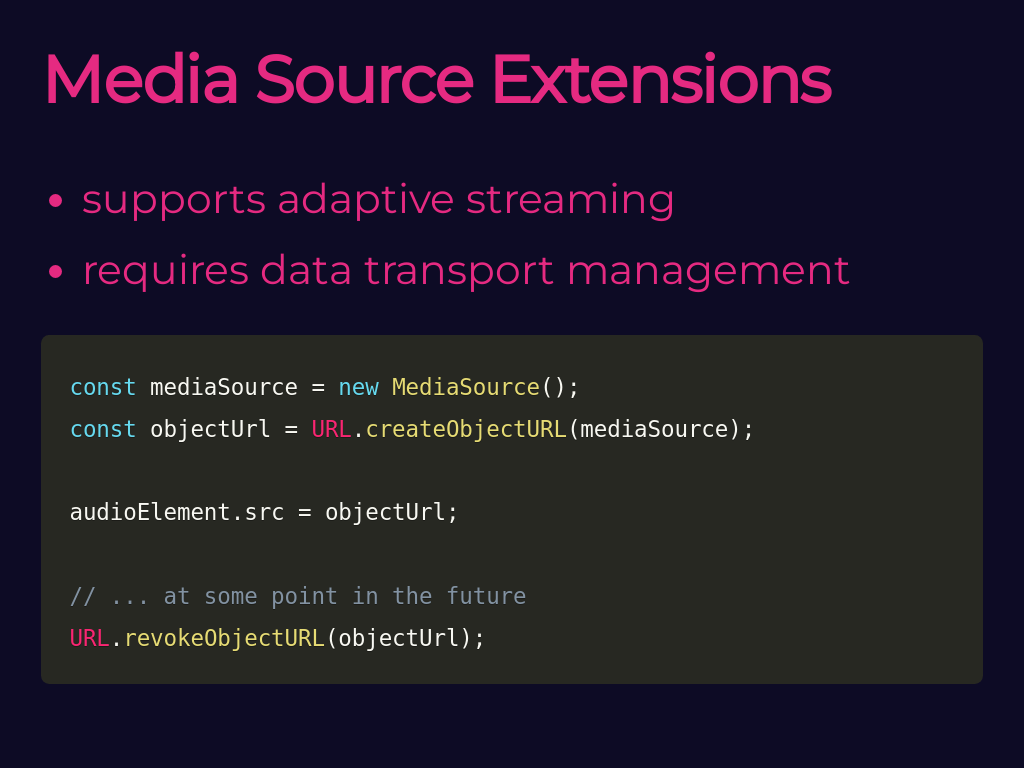 Media Source Extensions
• supports adaptive streaming
• requires data transport management
const mediaSource = new MediaSource();
const objectUrl = URL.createObjectURL(mediaSource);
audioElement.src = objectUrl;
// ... at some point in the future
URL.revokeObjectURL(objectUrl);